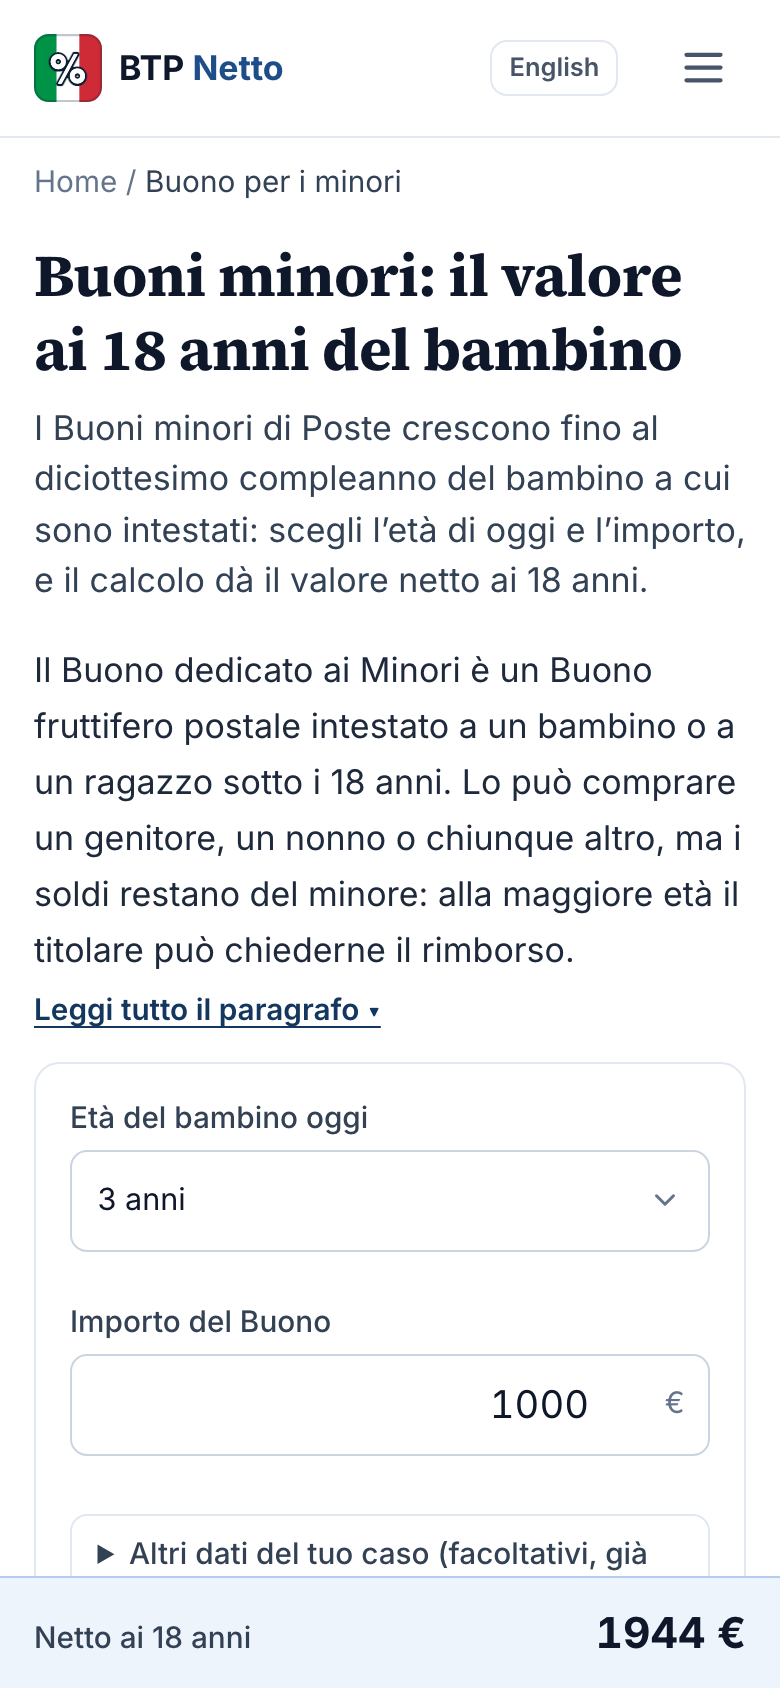 %
BTP Netto
English
Home / Buono per i minori
Buoni minori: il valore
ai 18 anni del bambino
I Buoni minori di Poste crescono fino al
diciottesimo compleanno del bambino a cui
sono intestati: scegli l’età di oggi e l’importo,
e il calcolo dà il valore netto ai 18 anni.
Il Buono dedicato ai Minori è un Buono
fruttifero postale intestato a un bambino o a
un ragazzo sotto i 18 anni. Lo può comprare
un genitore, un nonno o chiunque altro, ma i
soldi restano del minore: alla maggiore età il
titolare può chiederne il rimborso.
Leggi tutto il paragrafo ▾
Età del bambino oggi
3 anni
Importo del Buono
1000 €
▶ Altri dati del tuo caso (facoltativi, già
Netto ai 18 anni
1944 €